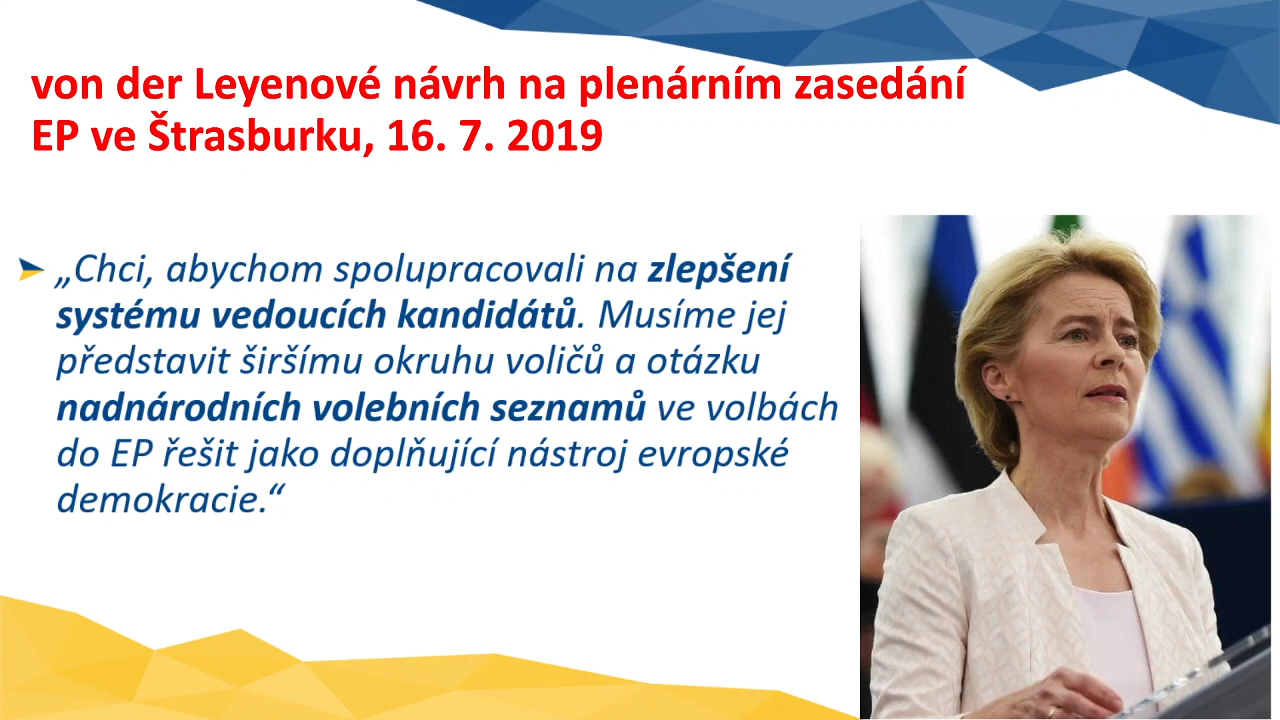 von der Leyenové návrh na plenárním zasedání
EP ve Štrasburku, 16. 7. 2019
„Chci, abychom spolupracovali na zlepšení
systému vedoucích kandidátů. Musíme jej
představit širšímu okruhu voličů a otázku
nadnárodních volebních seznamů ve volbách
do EP řešit jako doplňující nástroj evropské
demokracie.“